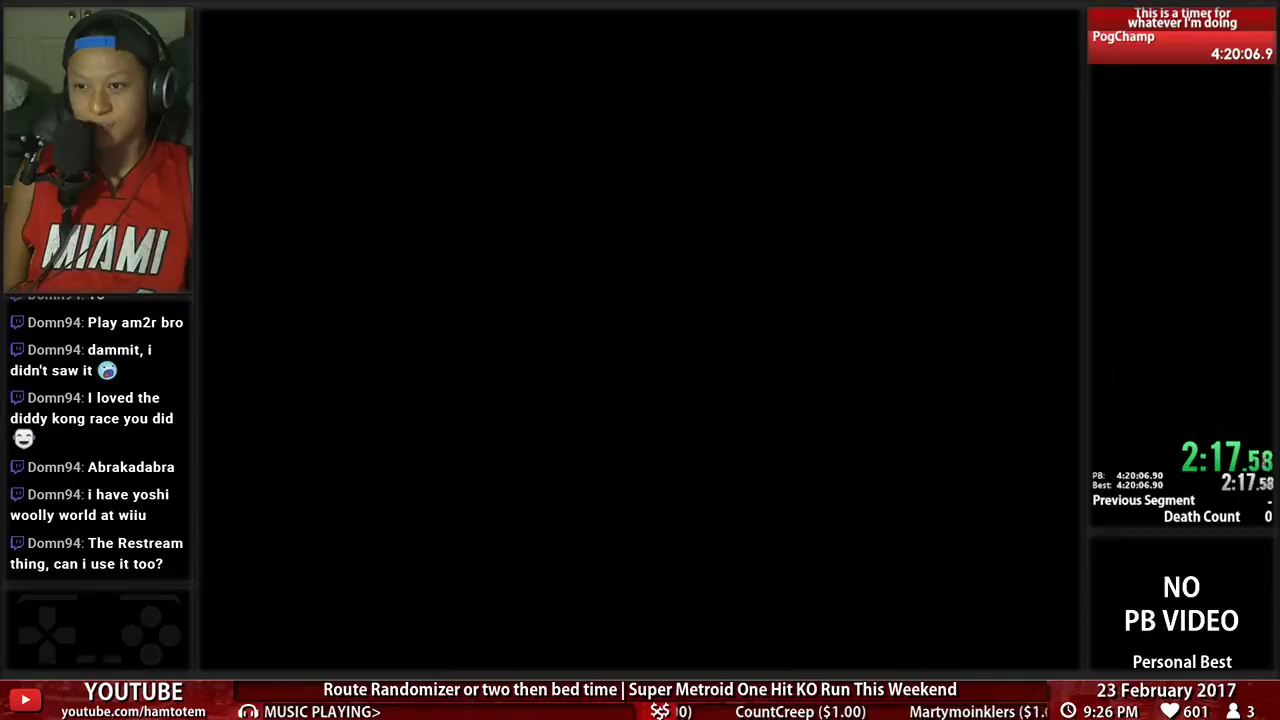 This is a timer for
whatever I'm doing
PogChamp
4:20:06.9
MIAMI
Domn94: Yo
Domn94: Play am2r bro
Domn94: dammit, i
didn't saw it
Domn94: I loved the
diddy kong race you did
Domn94: Abrakadabra
Domn94: i have yoshi
woolly world at wiiu
Domn94: The Restream
thing, can i use it too?
2:17.58
PB: 4:20:06.90
Best: 4:20:06.90
2:17.58
Previous Segment -
Death Count 0
NO
PB VIDEO
Personal Best
YOUTUBE
youtube.com/hamtotem
Route Randomizer or two then bed time | Super Metroid One Hit KO Run This Weekend
MUSIC PLAYING>
$$$ 00) CountCreep ($1.00) Martymoinklers ($1.
23 February 2017
9:26 PM 601 3